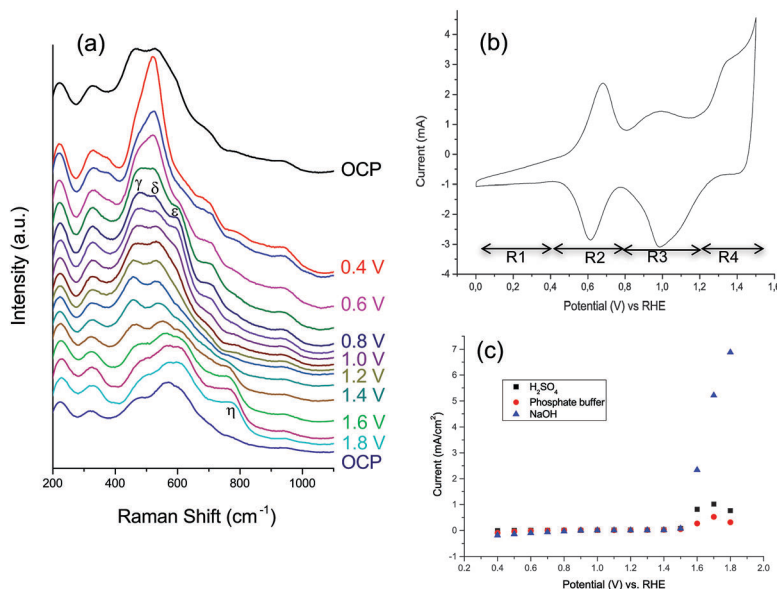 (a)
OCP
γ
δ
ε
η
0.4 V
0.6 V
0.8 V
1.0 V
1.2 V
1.4 V
1.6 V
1.8 V
OCP
Intensity (a.u.)
200 400 600 800 1000
Raman Shift (cm⁻¹)
(b)
5
4
3
2
1
0
-1
-2
-3
-4
Current (mA)
R1 R2 R3 R4
0,0 0,2 0,4 0,6 0,8 1,0 1,2 1,4 1,6
Potential (V) vs RHE
(c)
7
6
5
4
3
2
1
0
-1
Current (mA/cm²)
H₂SO₄
Phosphate buffer
NaOH
0.4 0.6 0.8 1.0 1.2 1.4 1.6 1.8 2.0
Potential (V) vs. RHE